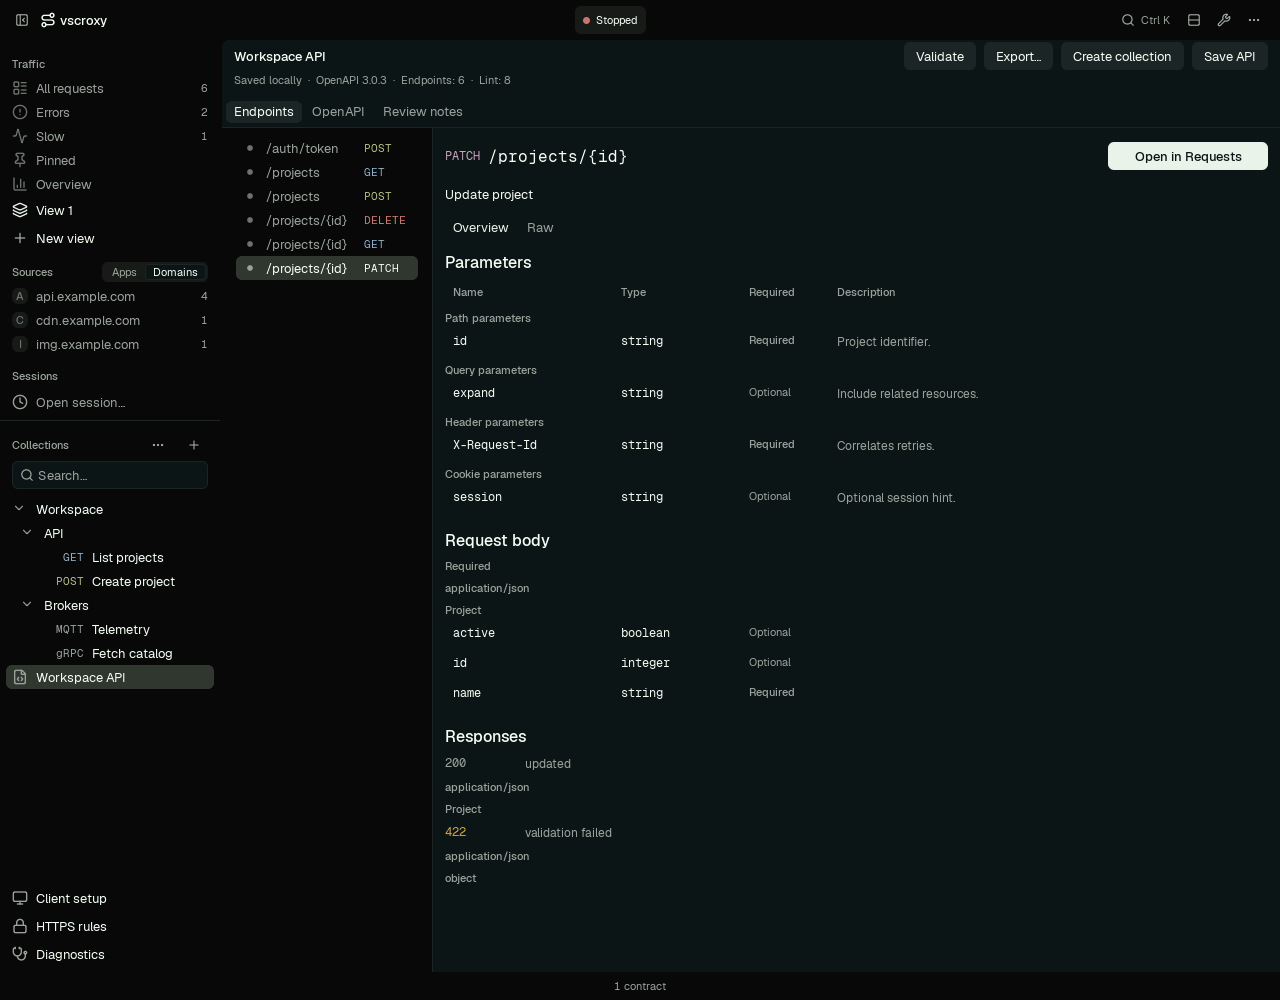 vscroxy
Stopped
Ctrl K
Traffic
All requests 6
Errors 2
Slow 1
Pinned
Overview
View 1
New view
Sources Apps Domains
A api.example.com 4
C cdn.example.com 1
I img.example.com 1
Sessions
Open session…
Collections
Search…
Workspace
API
GET List projects
POST Create project
Brokers
MQTT Telemetry
gRPC Fetch catalog
Workspace API
Client setup
HTTPS rules
Diagnostics
Workspace API
Validate Export… Create collection Save API
Saved locally · OpenAPI 3.0.3 · Endpoints: 6 · Lint: 8
Endpoints OpenAPI Review notes
/auth/token POST
/projects GET
/projects POST
/projects/{id} DELETE
/projects/{id} GET
/projects/{id} PATCH
PATCH /projects/{id}
Open in Requests
Update project
Overview Raw
Parameters
Name Type Required Description
Path parameters
id string Required Project identifier.
Query parameters
expand string Optional Include related resources.
Header parameters
X-Request-Id string Required Correlates retries.
Cookie parameters
session string Optional Optional session hint.
Request body
Required
application/json
Project
active boolean Optional
id integer Optional
name string Required
Responses
200 updated
application/json
Project
422 validation failed
application/json
object
1 contract